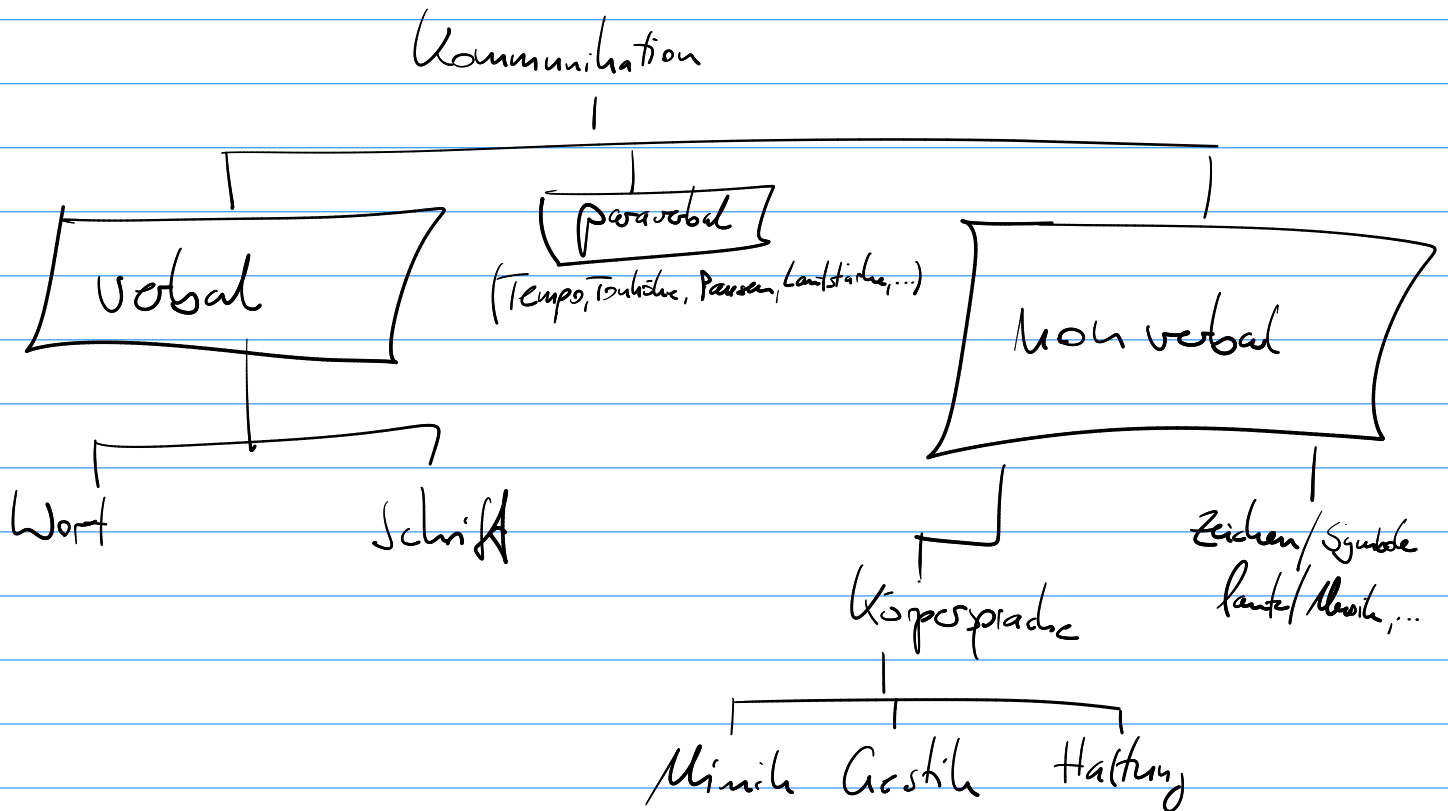 Kommunikation
verbal
paraverbal
(Tempo, Tonhöhe, Pausen, Lautstärke, ...)
non verbal
Wort
Schrift
Körpersprache
Zeichen/Symbole
Laute/Musik, ...
Mimik Gestik Haltung